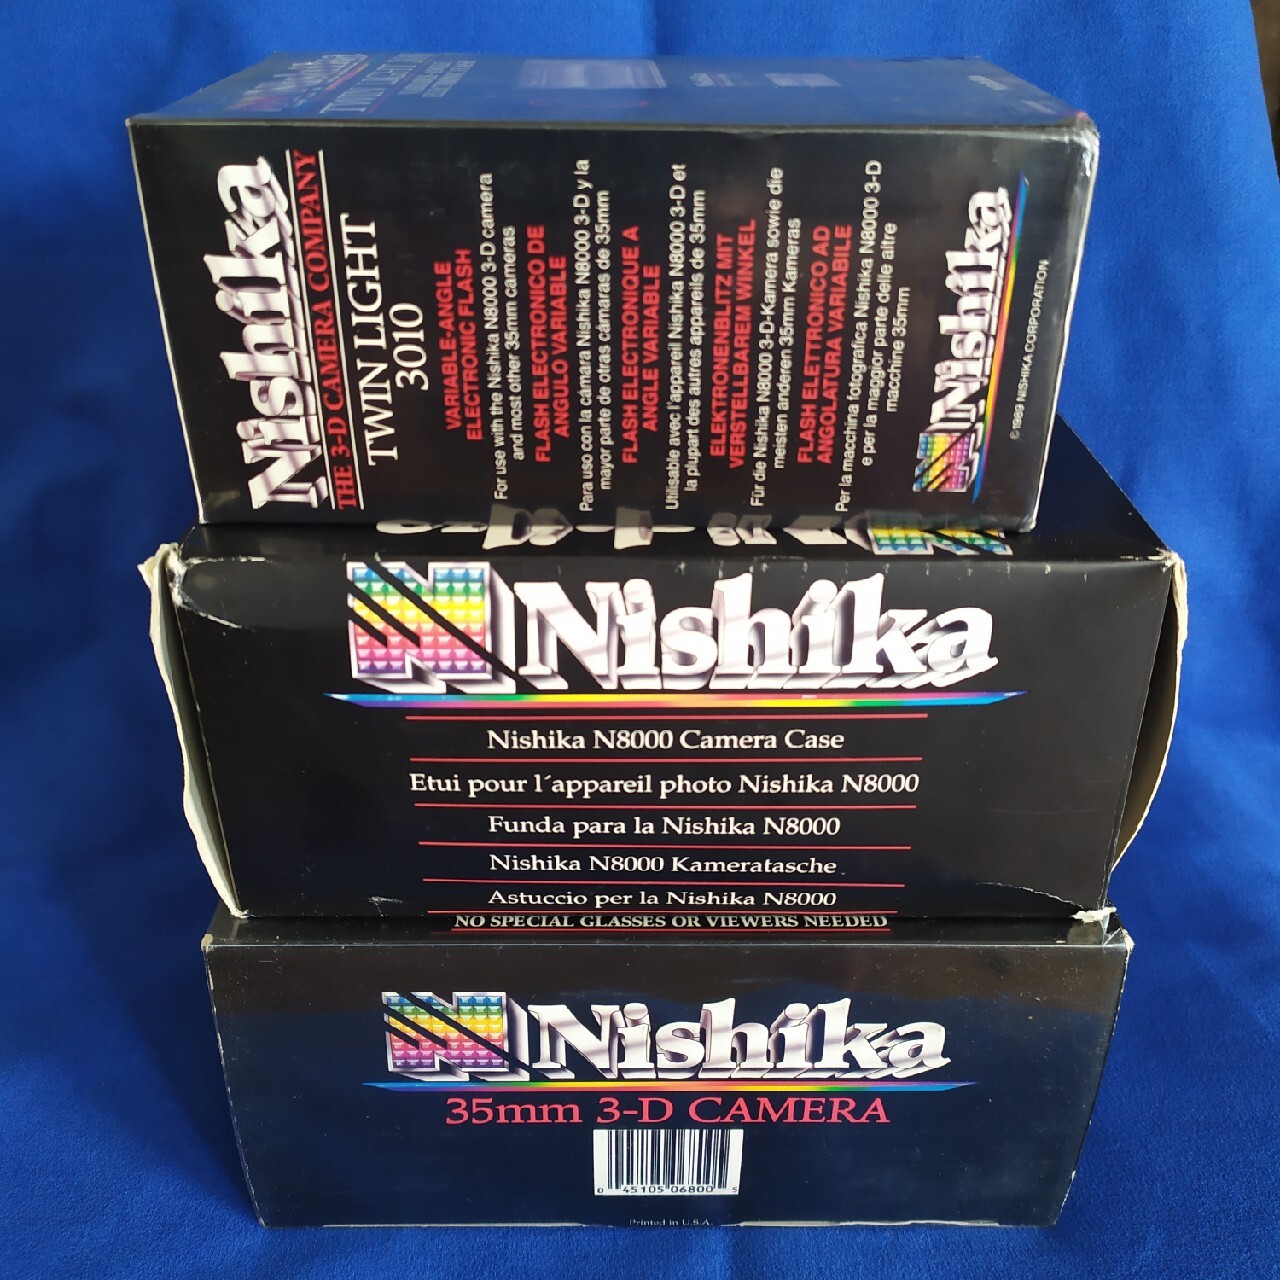 Nishika
THE 3-D CAMERA COMPANY
TWIN LIGHT
3010
VARIABLE-ANGLE
ELECTRONIC FLASH
For use with the Nishika N8000 3-D camera
and most other 35mm cameras
FLASH ELECTRONICO DE
ANGULO VARIABLE
Para uso con la cámara Nishika N8000 3-D y la
mayor parte de otras cámaras de 35mm
FLASH ELECTRONIQUE A
ANGLE VARIABLE
Utilisable avec l'appareil Nishika N8000 3-D et
la plupart des autres appareils de 35mm
ELEKTRONENBLITZ MIT
VERSTELLBAREM WINKEL
Für die Nishika N8000 3-D-Kamera sowie die
meisten anderen 35mm Kameras
FLASH ELETTRONICO AD
ANGOLATURA VARIABILE
Per la macchina fotografica Nishika N8000 3-D
e per la maggior parte delle altre
macchine 35mm
N Nishika
©1989 NISHIKA CORPORATION
N Nishika
Nishika N8000 Camera Case
Etui pour l´appareil photo Nishika N8000
Funda para la Nishika N8000
Nishika N8000 Kameratasche
Astuccio per la Nishika N8000
NO SPECIAL GLASSES OR VIEWERS NEEDED
N Nishika
35mm 3-D CAMERA
0 45105 06800 5
Printed in U.S.A.